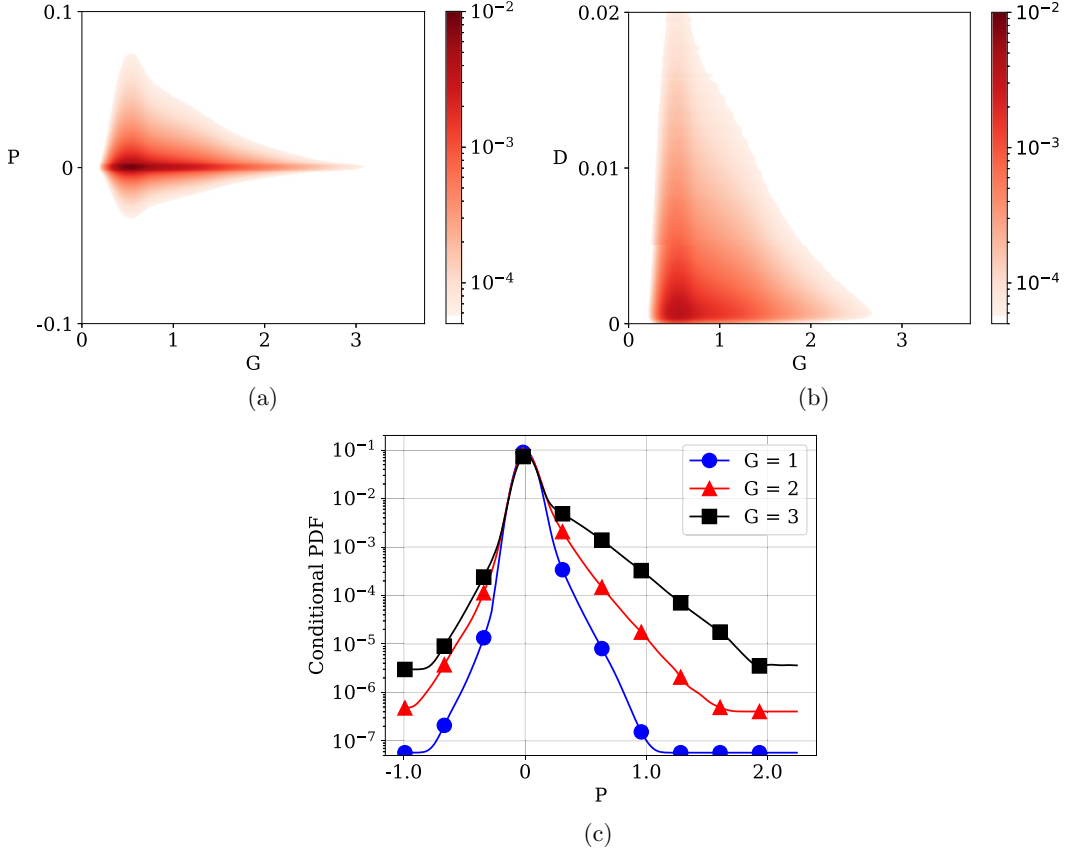 0.1
P
0
-0.1
0 1 2 3
G
10⁻²
10⁻³
10⁻⁴
(a)
0.02
D
0.01
0
0 1 2 3
G
10⁻²
10⁻³
10⁻⁴
(b)
Conditional PDF
10⁻¹
10⁻²
10⁻³
10⁻⁴
10⁻⁵
10⁻⁶
10⁻⁷
G = 1
G = 2
G = 3
-1.0 0 1.0 2.0
P
(c)